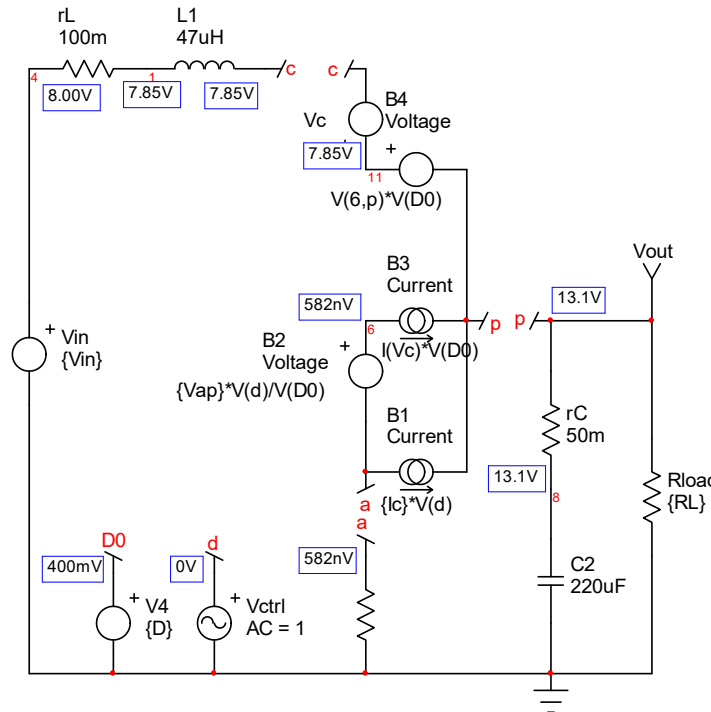 rL
100m
L1
47uH
4
8.00V
1
7.85V
7.85V
c
c
B4
Voltage
Vc
+
7.85V
11
+
V(6,p)*V(D0)
Vout
B3
Current
582nV
6
I(Vc)*V(D0)
p
p
13.1V
+
Vin
{Vin}
B2
Voltage
+
{Vap}*V(d)/V(D0)
B1
Current
{Ic}*V(d)
rC
50m
13.1V
8
Rload
{RL}
a
a
D0
400mV
d
0V
582nV
+
V4
{D}
+
Vctrl
AC = 1
C2
220uF